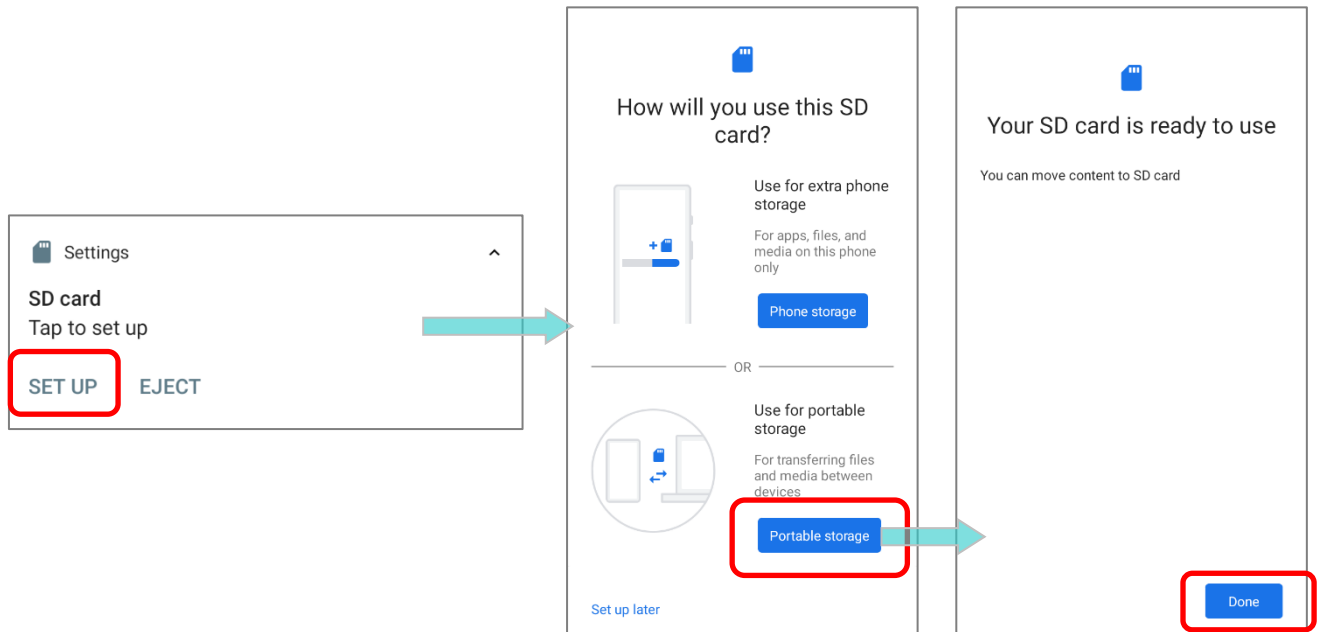 Settings
SD card
Tap to set up
SET UP EJECT
How will you use this SD
card?
Use for extra phone
storage
For apps, files, and
media on this phone
only
Phone storage
OR
Use for portable
storage
For transferring files
and media between
devices
Portable storage
Set up later
Your SD card is ready to use
You can move content to SD card
Done